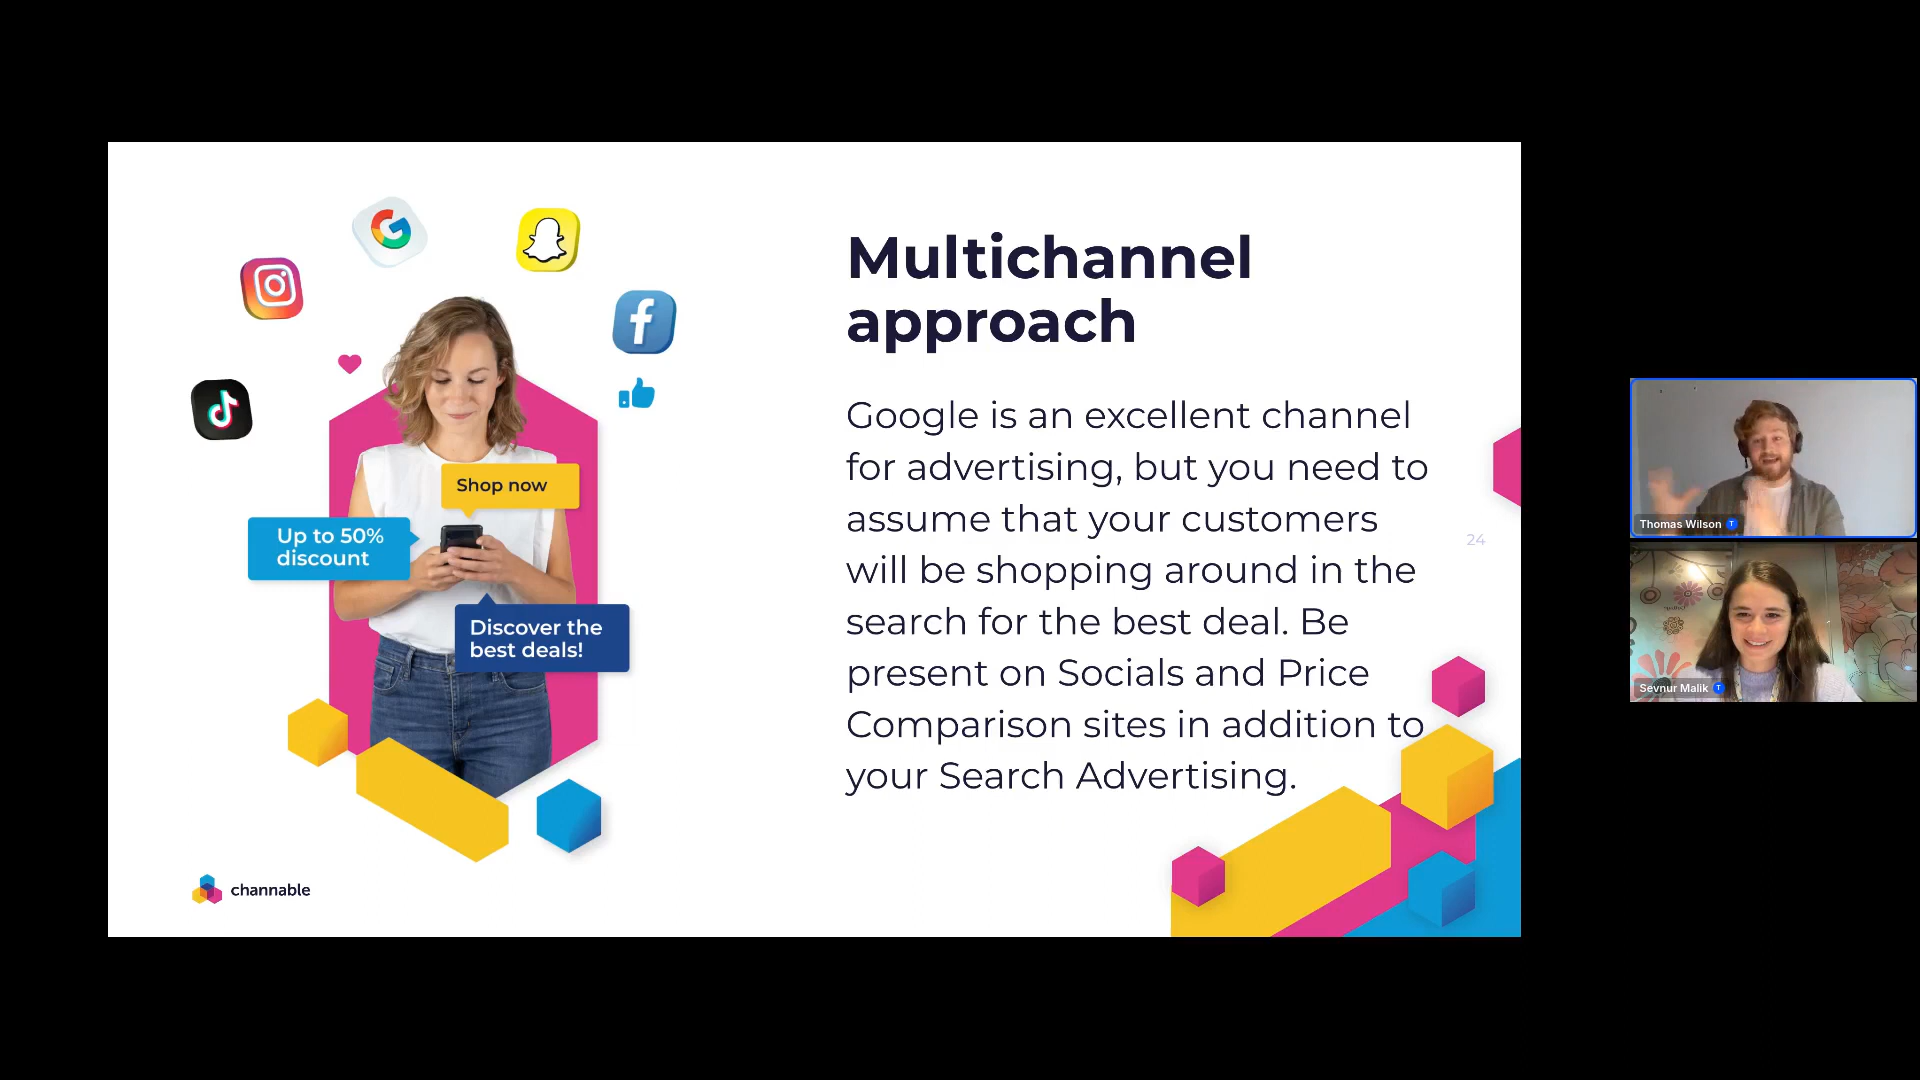 Multichannel
approach
Google is an excellent channel
for advertising, but you need to
assume that your customers
will be shopping around in the
search for the best deal. Be
present on Socials and Price
Comparison sites in addition to
your Search Advertising.
24
Shop now
Up to 50%
discount
Discover the
best deals!
channable
Thomas Wilson
T
Sevnur Malik
T